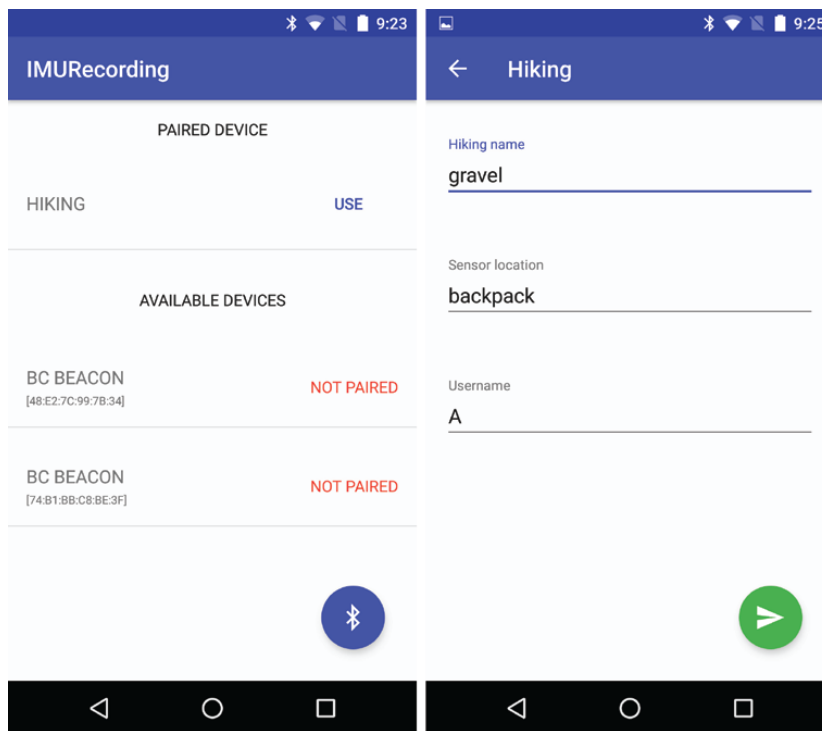 9:23
IMURecording
PAIRED DEVICE
HIKING USE
AVAILABLE DEVICES
BC BEACON
[48:E2:7C:99:7B:34]
NOT PAIRED
BC BEACON
[74:B1:BB:C8:BE:3F]
NOT PAIRED
9:25
Hiking
Hiking name
gravel
Sensor location
backpack
Username
A